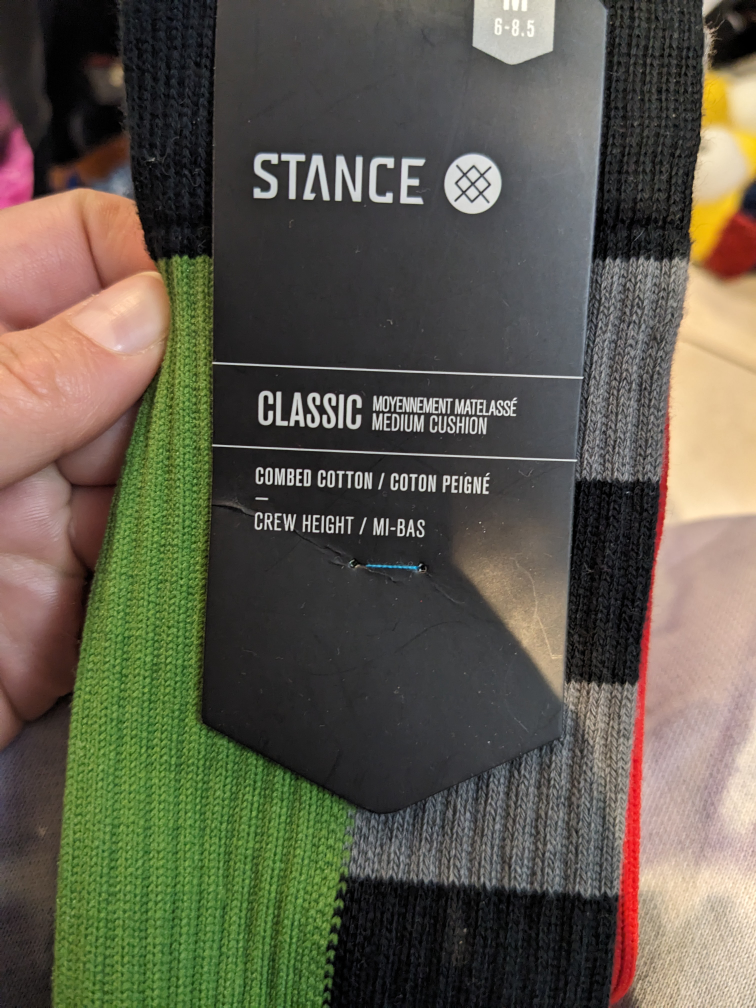 M
6-8.5
STANCE
CLASSIC MOYENNEMENT MATELASSÉ
MEDIUM CUSHION
COMBED COTTON / COTON PEIGNÉ
CREW HEIGHT / MI-BAS